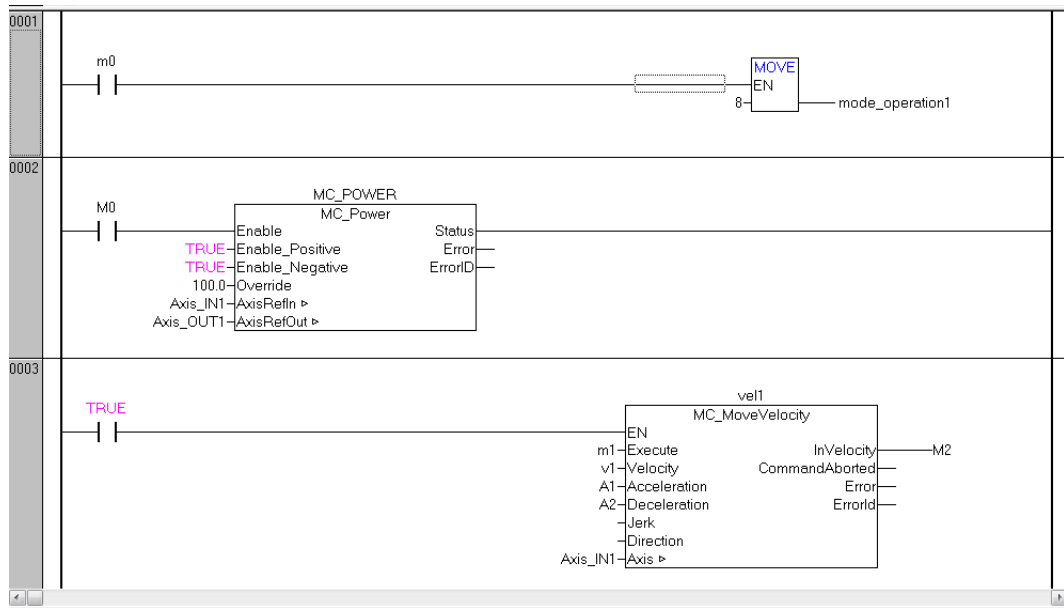 0001
m0
MOVE
EN
8
mode_operation1
0002
M0
MC_POWER
MC_Power
Enable Status
TRUE Enable_Positive Error
TRUE Enable_Negative ErrorID
100.0 Override
Axis_IN1 AxisRefIn
Axis_OUT1 AxisRefOut
0003
TRUE
vel1
MC_MoveVelocity
EN
m1 Execute InVelocity M2
v1 Velocity CommandAborted
A1 Acceleration Error
A2 Deceleration ErrorId
Jerk
Direction
Axis_IN1 Axis